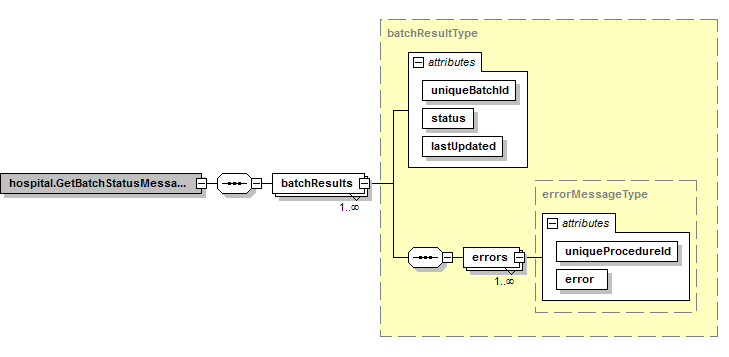 batchResultType
attributes
uniqueBatchId
status
lastUpdated
hospital.GetBatchStatusMessa...
batchResults
1..∞
errorMessageType
attributes
uniqueProcedureId
error
errors
1..∞